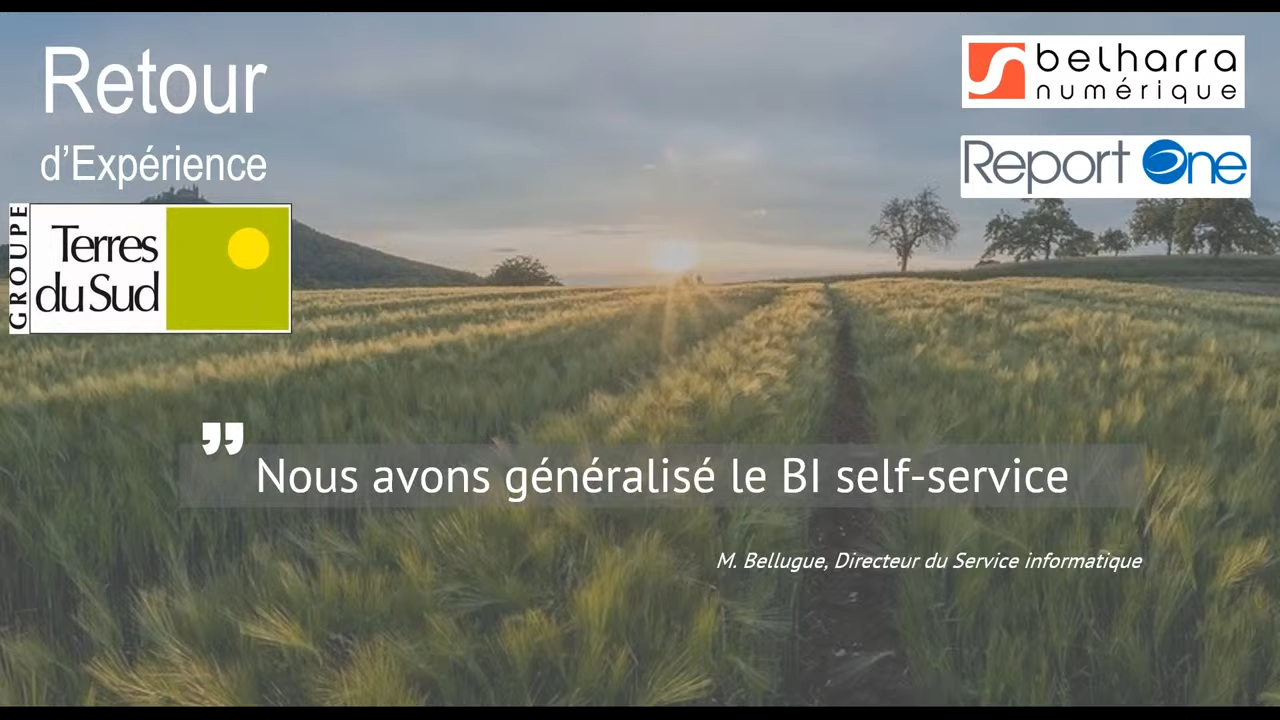 Retour
d’Expérience
GROUPE
Terres
du Sud
belharra
numérique
Report One
” Nous avons généralisé le BI self-service
M. Bellugue, Directeur du Service informatique